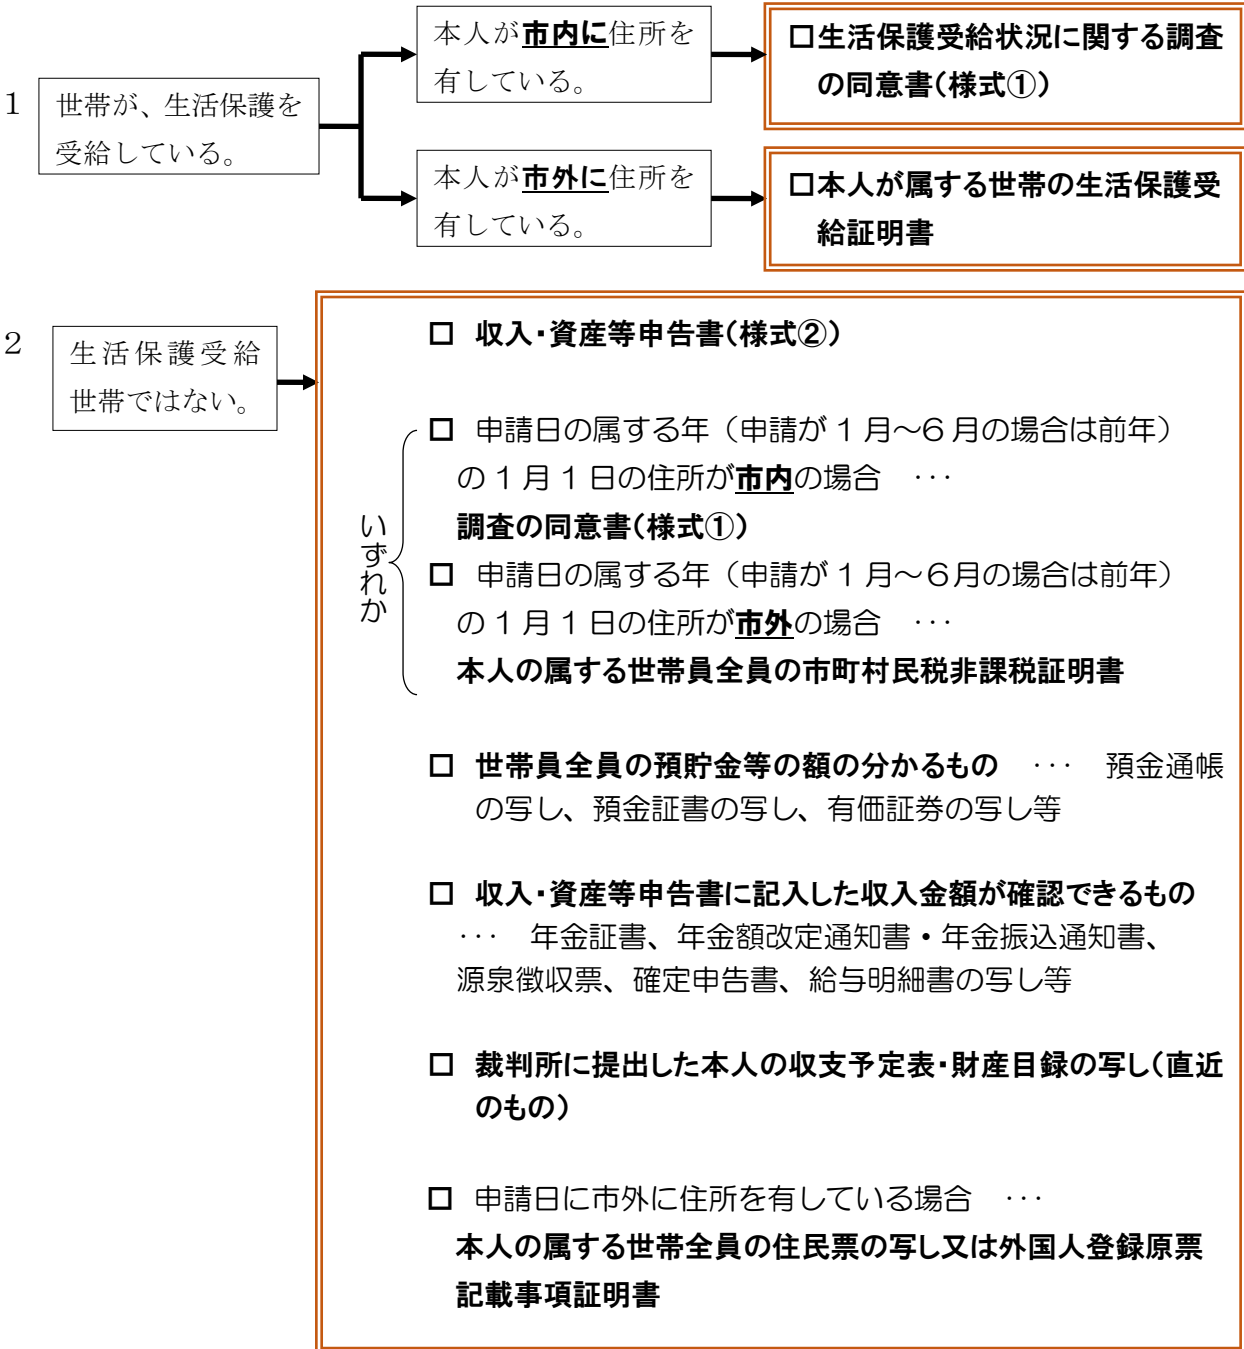 1
世帯が、生活保護を
受給している。
本人が市内に住所を
有している。
□生活保護受給状況に関する調査
の同意書(様式①)
本人が市外に住所を
有している。
□本人が属する世帯の生活保護受
給証明書
2
生活保護受給
世帯ではない。
□ 収入・資産等申告書(様式②)
いずれか
□ 申請日の属する年（申請が1月～6月の場合は前年）
の1月1日の住所が市内の場合 …
調査の同意書(様式①)
□ 申請日の属する年（申請が1月～6月の場合は前年）
の1月1日の住所が市外の場合 …
本人の属する世帯員全員の市町村民税非課税証明書
□ 世帯員全員の預貯金等の額の分かるもの … 預金通帳
の写し、預金証書の写し、有価証券の写し等
□ 収入・資産等申告書に記入した収入金額が確認できるもの
… 年金証書、年金額改定通知書・年金振込通知書、
源泉徴収票、確定申告書、給与明細書の写し等
□ 裁判所に提出した本人の収支予定表・財産目録の写し(直近
のもの)
□ 申請日に市外に住所を有している場合 …
本人の属する世帯全員の住民票の写し又は外国人登録原票
記載事項証明書